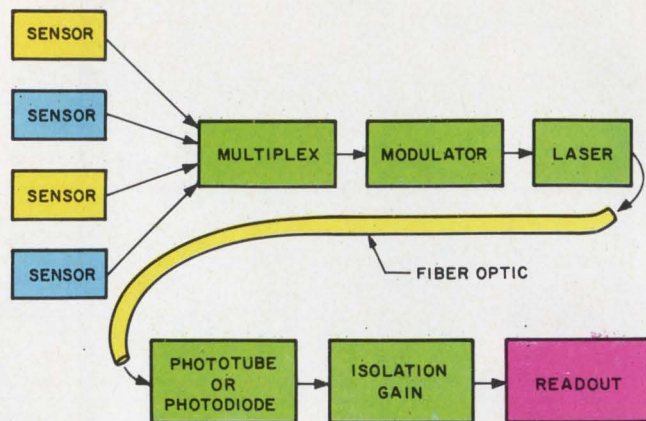 SENSOR
SENSOR
SENSOR
SENSOR
MULTIPLEX
MODULATOR
LASER
FIBER OPTIC
PHOTOTUBE
OR
PHOTODIODE
ISOLATION
GAIN
READOUT